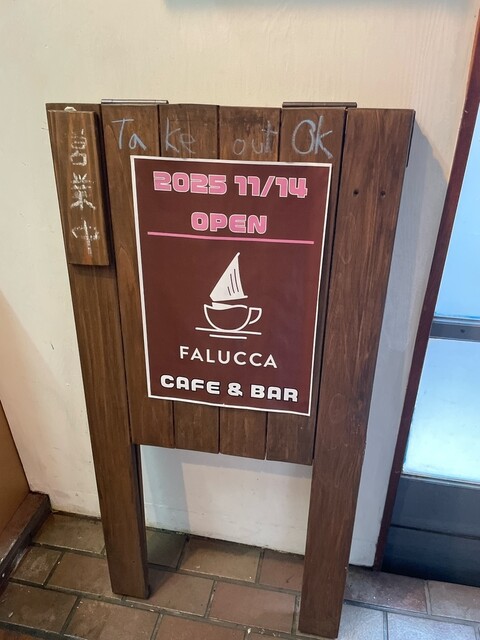 Take out Ok
営業中
2025 11/14
OPEN
FALUCCA
CAFE & BAR